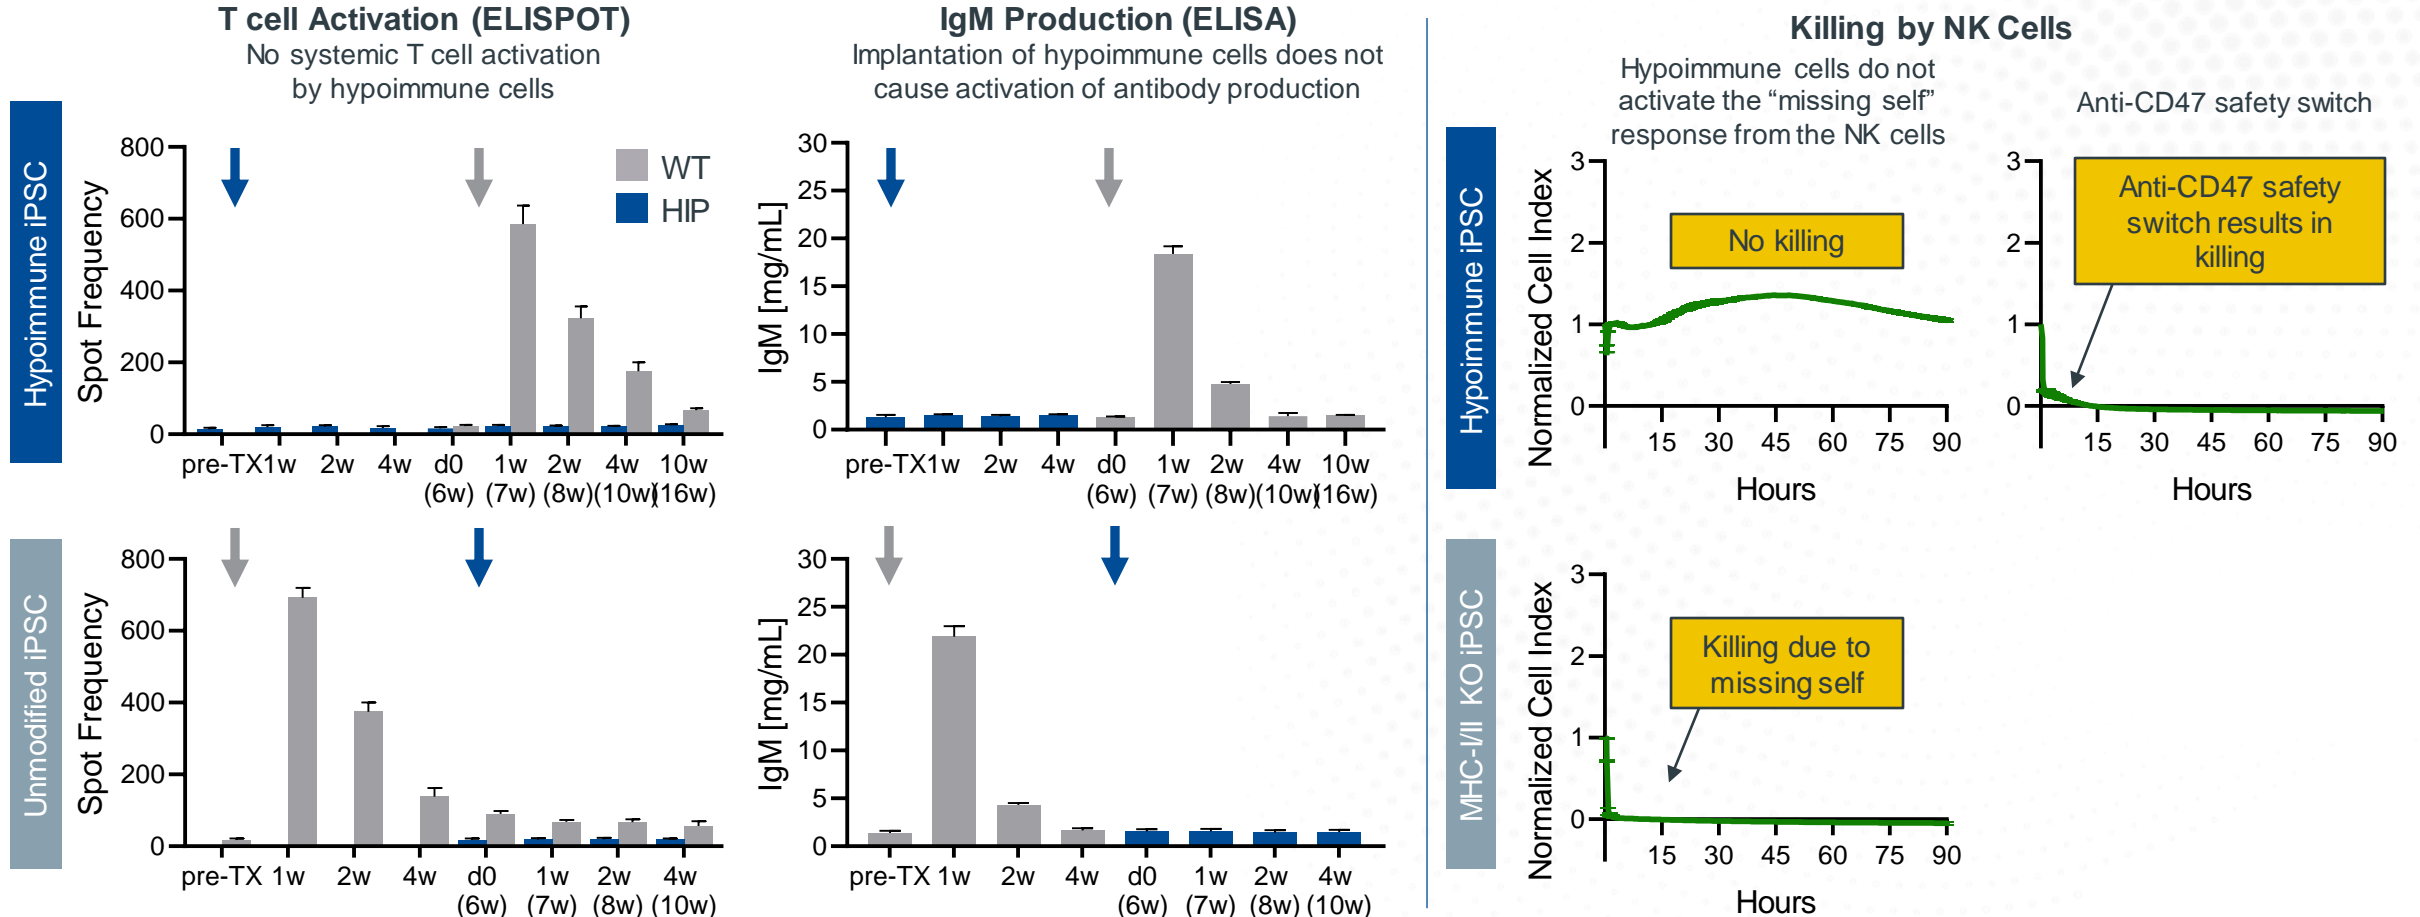 T cell Activation (ELISPOT)
No systemic T cell activation
by hypoimmune cells
IgM Production (ELISA)
Implantation of hypoimmune cells does not
cause activation of antibody production
Killing by NK Cells
Hypoimmune cells do not
activate the “missing self”
response from the NK cells
Anti-CD47 safety switch
Hypoimmune iPSC
Spot Frequency
800
600
400
200
0
WT
HIP
pre-TX 1w 2w 4w d0 1w 2w 4w 10w
(6w) (7w) (8w) (10w) (16w)
IgM [mg/mL]
30
25
20
15
10
5
0
pre-TX 1w 2w 4w d0 1w 2w 4w 10w
(6w) (7w) (8w) (10w) (16w)
Hypoimmune iPSC
Normalized Cell Index
3
2
1
0
No killing
15 30 45 60 75 90
Hours
3
2
1
0
Anti-CD47 safety
switch results in
killing
15 30 45 60 75 90
Hours
Unmodified iPSC
Spot Frequency
800
600
400
200
0
pre-TX 1w 2w 4w d0 1w 2w 4w
(6w) (7w) (8w) (10w)
IgM [mg/mL]
30
25
20
15
10
5
0
pre-TX 1w 2w 4w d0 1w 2w 4w
(6w) (7w) (8w) (10w)
MHC-I/II KO iPSC
Normalized Cell Index
3
2
1
0
Killing due to
missing self
15 30 45 60 75 90
Hours